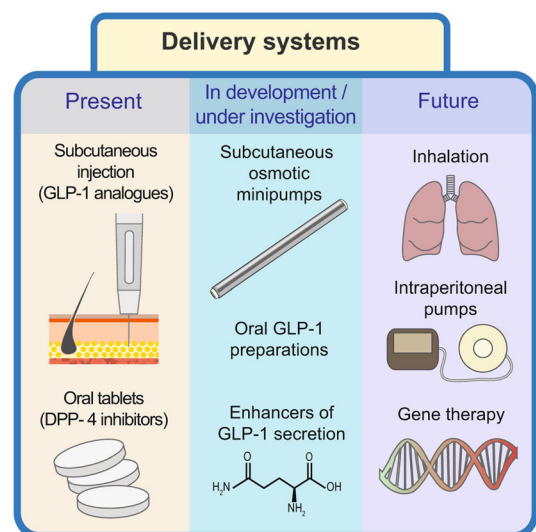 Delivery systems
Present
Subcutaneous
injection
(GLP-1 analogues)
Oral tablets
(DPP- 4 inhibitors)
In development /
under investigation
Subcutaneous
osmotic
minipumps
Oral GLP-1
preparations
Enhancers of
GLP-1 secretion
O O
H₂N OH
NH₂
Future
Inhalation
Intraperitoneal
pumps
Gene therapy